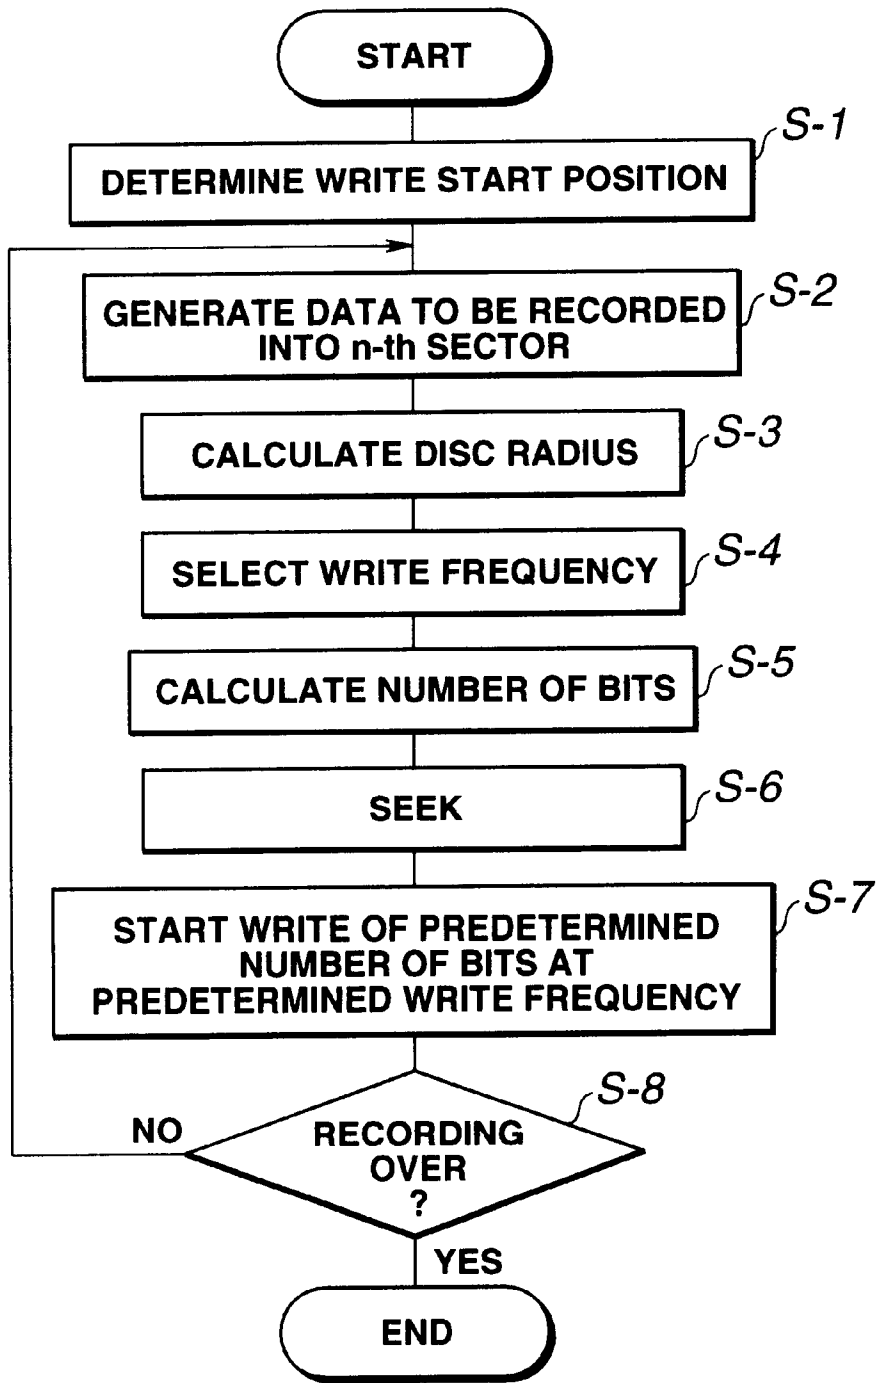 START
S-1
DETERMINE WRITE START POSITION
S-2
GENERATE DATA TO BE RECORDED
INTO n-th SECTOR
S-3
CALCULATE DISC RADIUS
S-4
SELECT WRITE FREQUENCY
S-5
CALCULATE NUMBER OF BITS
S-6
SEEK
S-7
START WRITE OF PREDETERMINED
NUMBER OF BITS AT
PREDETERMINED WRITE FREQUENCY
S-8
NO
RECORDING
OVER
?
YES
END